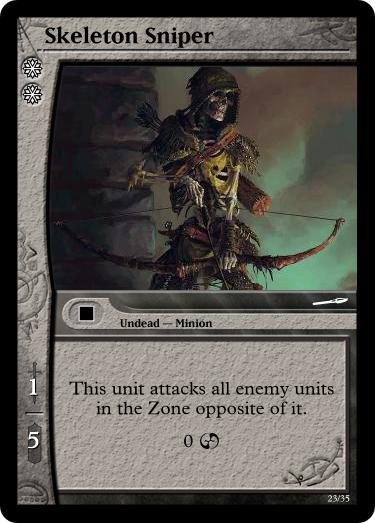 Skeleton Sniper
Undead — Minion
1
This unit attacks all enemy units
in the Zone opposite of it.
5
0
23/35